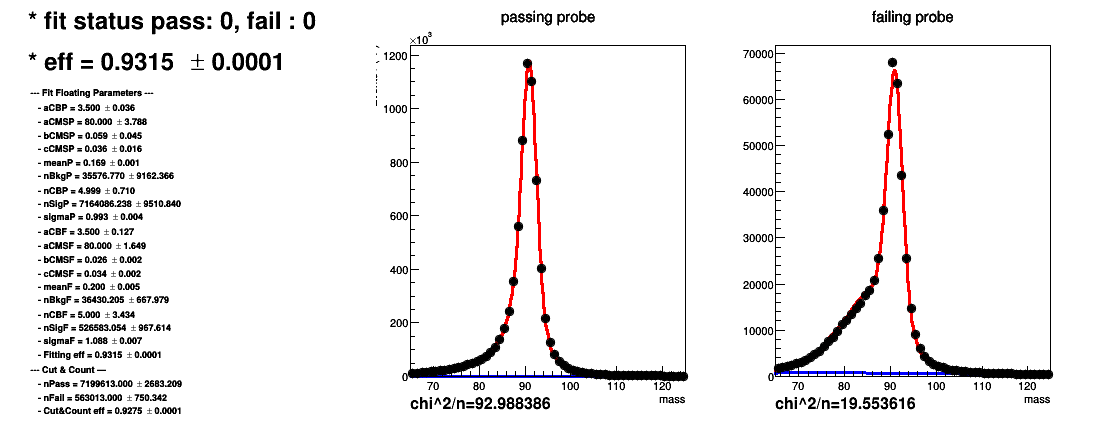 * fit status pass: 0, fail : 0
* eff = 0.9315 ± 0.0001
--- Fit Floating Parameters ---
- aCBP = 3.500 ± 0.036
- aCMSP = 80.000 ± 3.788
- bCMSP = 0.059 ± 0.045
- cCMSP = 0.036 ± 0.016
- meanP = 0.169 ± 0.001
- nBkgP = 35576.770 ± 9162.366
- nCBP = 4.999 ± 0.710
- nSigP = 7164086.238 ± 9510.840
- sigmaP = 0.993 ± 0.004
- aCBF = 3.500 ± 0.127
- aCMSF = 80.000 ± 1.649
- bCMSF = 0.026 ± 0.002
- cCMSF = 0.034 ± 0.002
- meanF = 0.200 ± 0.005
- nBkgF = 36430.205 ± 667.979
- nCBF = 5.000 ± 3.434
- nSigF = 526583.054 ± 967.614
- sigmaF = 1.088 ± 0.007
- Fitting eff = 0.9315 ± 0.0001
--- Cut & Count ---
- nPass = 7199613.000 ± 2683.209
- nFail = 563013.000 ± 750.342
- Cut&Count eff = 0.9275 ± 0.0001
passing probe
×10³
1200
1000
800
600
400
200
0
70 80 90 100 110 120
mass
chi^2/n=92.988386
failing probe
70000
60000
50000
40000
30000
20000
10000
0
70 80 90 100 110 120
mass
chi^2/n=19.553616